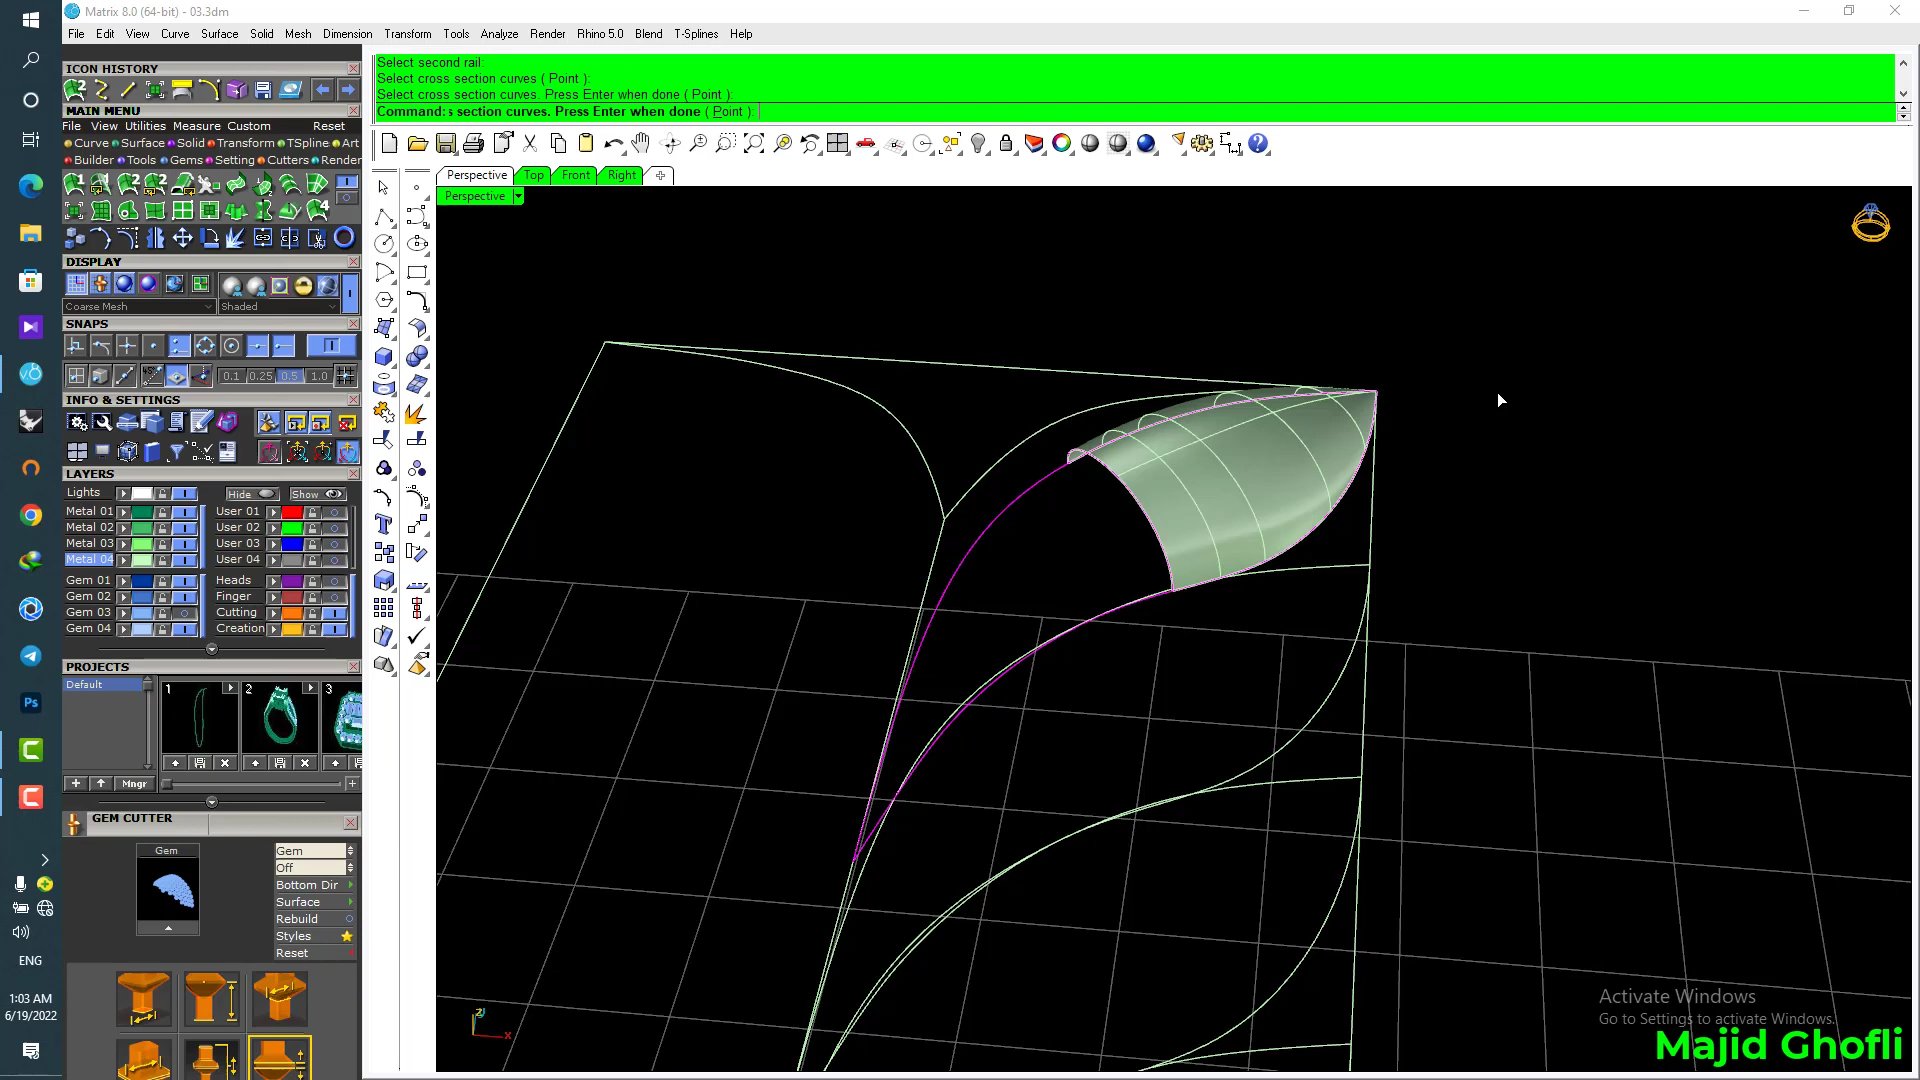 Matrix 8.0 (64-bit) - 03.3dm
File Edit View Curve Surface Solid Mesh Dimension Transform Tools Analyze Render Rhino 5.0 Blend T-Splines Help
ICON HISTORY
MAIN MENU
File View Utilities Measure Custom Reset
Curve Surface Solid Transform TSpline Art
Builder Tools Gems Setting Cutters Render
DISPLAY
Coarse Mesh Shaded
SNAPS
0.1 0.25 0.5 1.0
INFO & SETTINGS
LAYERS
Lights Hide Show
Metal 01 User 01
Metal 02 User 02
Metal 03 User 03
Metal 04 User 04
Gem 01 Heads
Gem 02 Finger
Gem 03 Cutting
Gem 04 Creation
PROJECTS
Default 1 2 3
Mngr
GEM CUTTER
Gem Gem
Off
Bottom Dir
Surface
Rebuild
Styles
Reset
Select second rail:
Select cross section curves ( Point ):
Select cross section curves. Press Enter when done ( Point ):
Command: s section curves. Press Enter when done ( Point ):
Perspective Top Front Right
Perspective
z
x
Ps
ENG
1:03 AM
6/19/2022
Activate Windows
Go to Settings to activate Windows.
Majid Ghofli